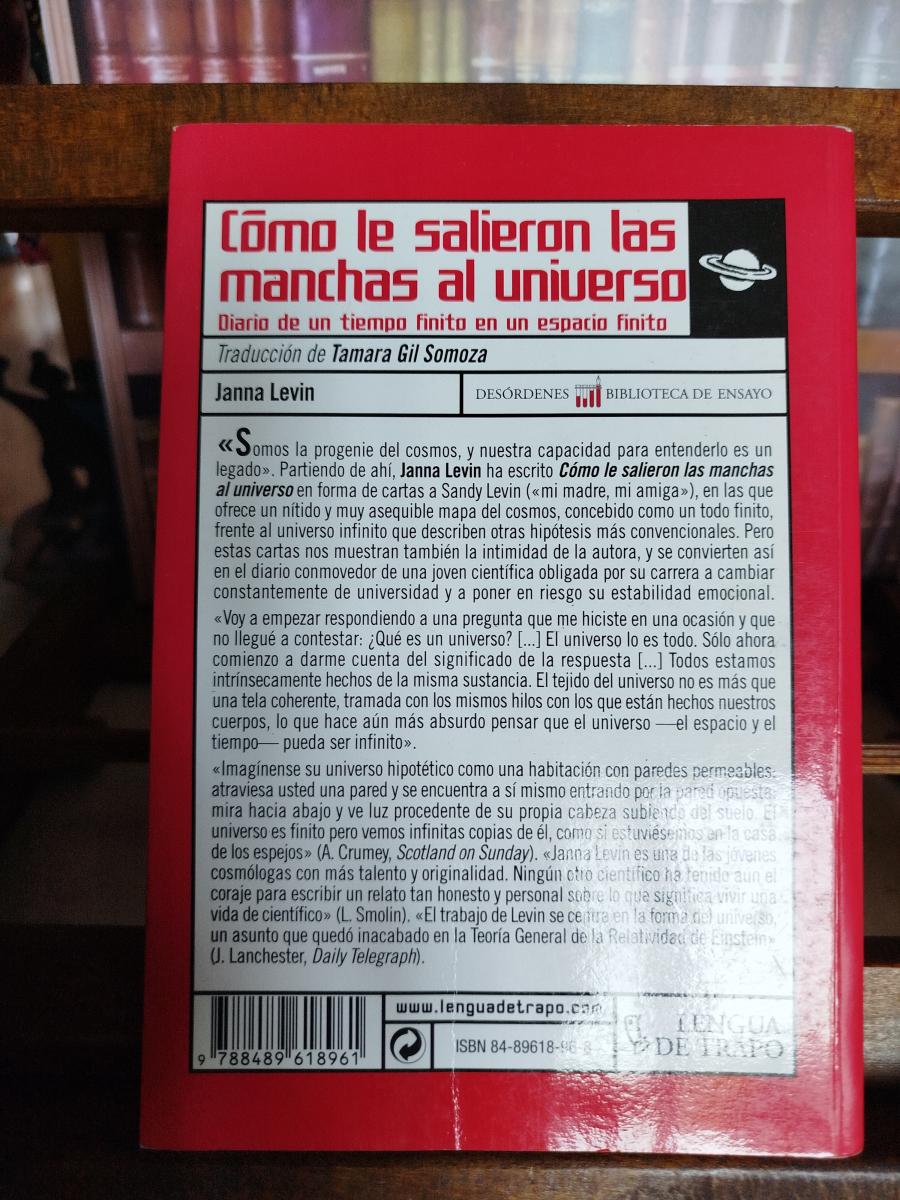 Cómo le salieron las
manchas al universo
Diario de un tiempo finito en un espacio finito
Traducción de Tamara Gil Somoza
Janna Levin
DESÓRDENES BIBLIOTECA DE ENSAYO
«Somos la progenie del cosmos, y nuestra capacidad para entenderlo es un
legado». Partiendo de ahí, Janna Levin ha escrito Cómo le salieron las manchas
al universo en forma de cartas a Sandy Levin («mi madre, mi amiga»), en las que
ofrece un nítido y muy asequible mapa del cosmos, concebido como un todo finito,
frente al universo infinito que describen otras hipótesis más convencionales. Pero
estas cartas nos muestran también la intimidad de la autora, y se convierten así
en el diario conmovedor de una joven científica obligada por su carrera a cambiar
constantemente de universidad y a poner en riesgo su estabilidad emocional.
«Voy a empezar respondiendo a una pregunta que me hiciste en una ocasión y que
no llegué a contestar: ¿Qué es un universo? [...] El universo lo es todo. Sólo ahora
comienzo a darme cuenta del significado de la respuesta [...] Todos estamos
intrínsecamente hechos de la misma sustancia. El tejido del universo no es más que
una tela coherente, tramada con los mismos hilos con los que están hechos nuestros
cuerpos, lo que hace aún más absurdo pensar que el universo —el espacio y el
tiempo— pueda ser infinito».
«Imagínense su universo hipotético como una habitación con paredes permeables:
atraviesa usted una pared y se encuentra a sí mismo entrando por la pared opuesta;
mira hacia abajo y ve luz procedente de su propia cabeza subiendo del suelo. El
universo es finito pero vemos infinitas copias de él, como si estuviésemos en la casa
de los espejos» (A. Crumey, Scotland on Sunday). «Janna Levin es una de las jóvenes
cosmólogas con más talento y originalidad. Ningún otro científico ha tenido aún el
coraje para escribir un relato tan honesto y personal sobre lo que significa vivir una
vida de científico» (L. Smolin). «El trabajo de Levin se centra en la forma del universo,
un asunto que quedó inacabado en la Teoría General de la Relatividad de Einstein»
(J. Lanchester, Daily Telegraph).
www.lenguadetrapo.com
ISBN 84-89618-96-8
LENGUA
DE TRAPO
9 788489 618961